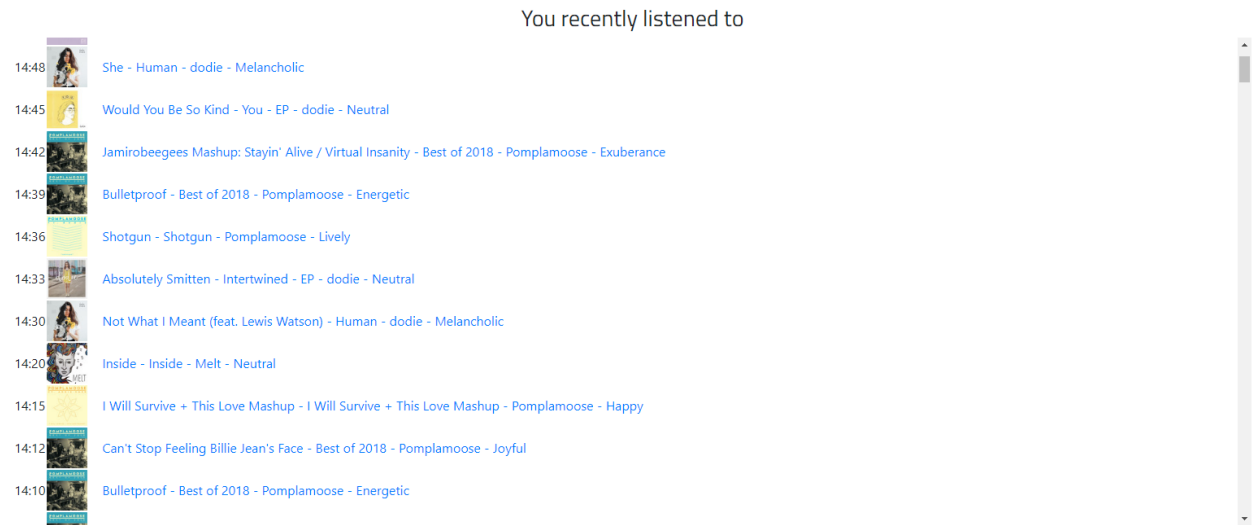 You recently listened to
14:48 She - Human - dodie - Melancholic
14:45 Would You Be So Kind - You - EP - dodie - Neutral
14:42 Jamirobeegees Mashup: Stayin' Alive / Virtual Insanity - Best of 2018 - Pomplamoose - Exuberance
14:39 Bulletproof - Best of 2018 - Pomplamoose - Energetic
14:36 Shotgun - Shotgun - Pomplamoose - Lively
14:33 Absolutely Smitten - Intertwined - EP - dodie - Neutral
14:30 Not What I Meant (feat. Lewis Watson) - Human - dodie - Melancholic
14:20 Inside - Inside - Melt - Neutral
MELT
14:15 I Will Survive + This Love Mashup - I Will Survive + This Love Mashup - Pomplamoose - Happy
14:12 Can't Stop Feeling Billie Jean's Face - Best of 2018 - Pomplamoose - Joyful
14:10 Bulletproof - Best of 2018 - Pomplamoose - Energetic